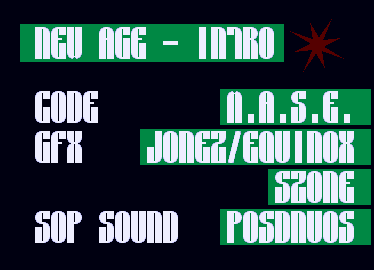 NEW AGE - INTRO
CODE M.A.S.E.
GFX JONEZ/EQUINOX
SZONE
SOP SOUND POSDNUOS